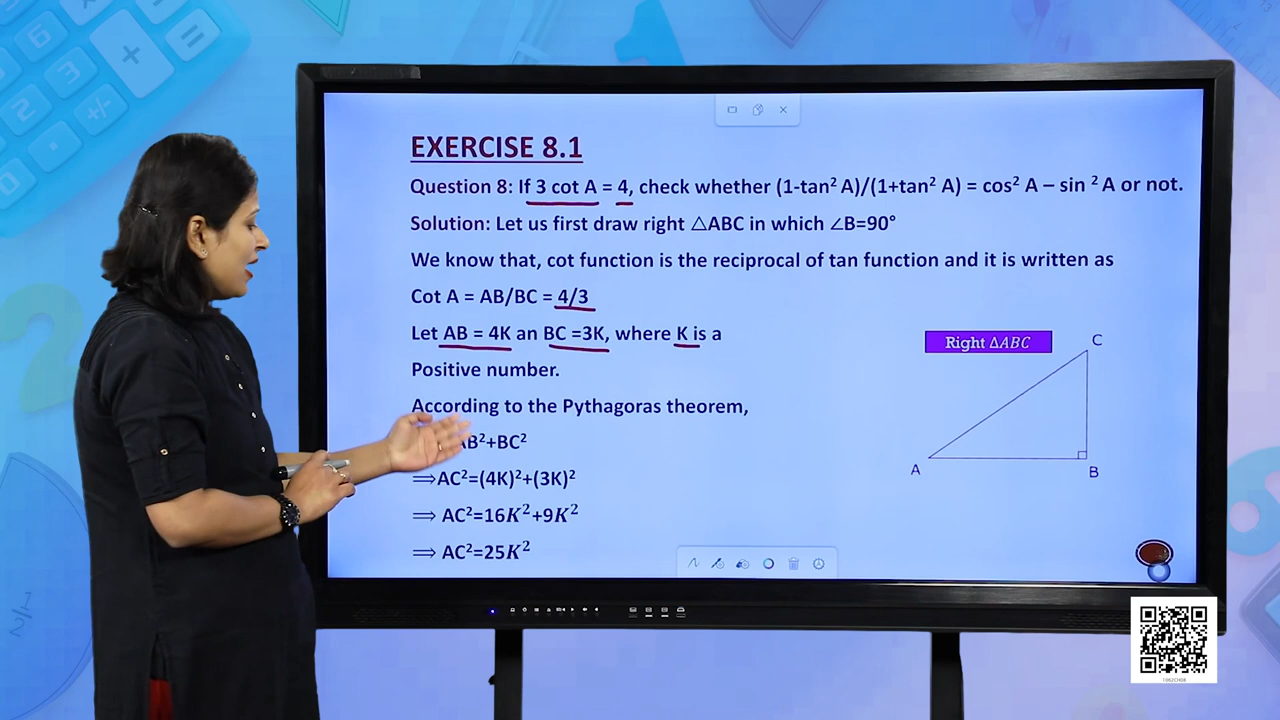 EXERCISE 8.1
Question 8: If 3 cot A = 4, check whether (1-tan² A)/(1+tan² A) = cos² A – sin ² A or not.
Solution: Let us first draw right △ABC in which ∠B=90°
We know that, cot function is the reciprocal of tan function and it is written as
Cot A = AB/BC = 4/3
Let AB = 4K an BC =3K, where K is a
Positive number.
According to the Pythagoras theorem,
AB²+BC²
⟹AC²=(4K)²+(3K)²
⟹ AC²=16K²+9K²
⟹ AC²=25K²
Right ΔABC
C
A
B
1062CH08